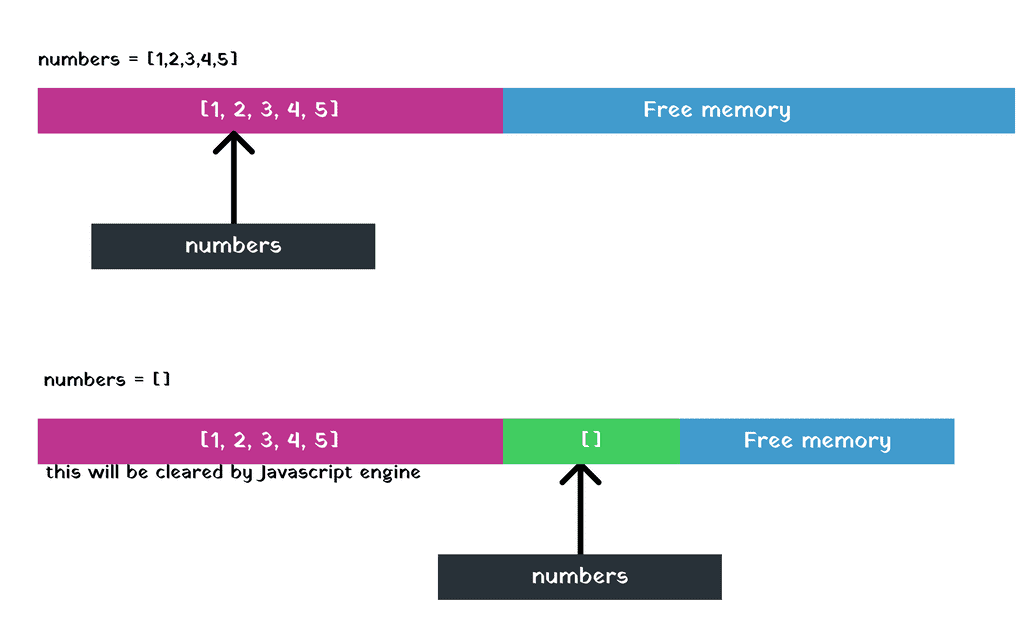 numbers = [1,2,3,4,5]
[1, 2, 3, 4, 5] Free memory
numbers
numbers = []
[1, 2, 3, 4, 5] [] Free memory
this will be cleared by Javascript engine
numbers